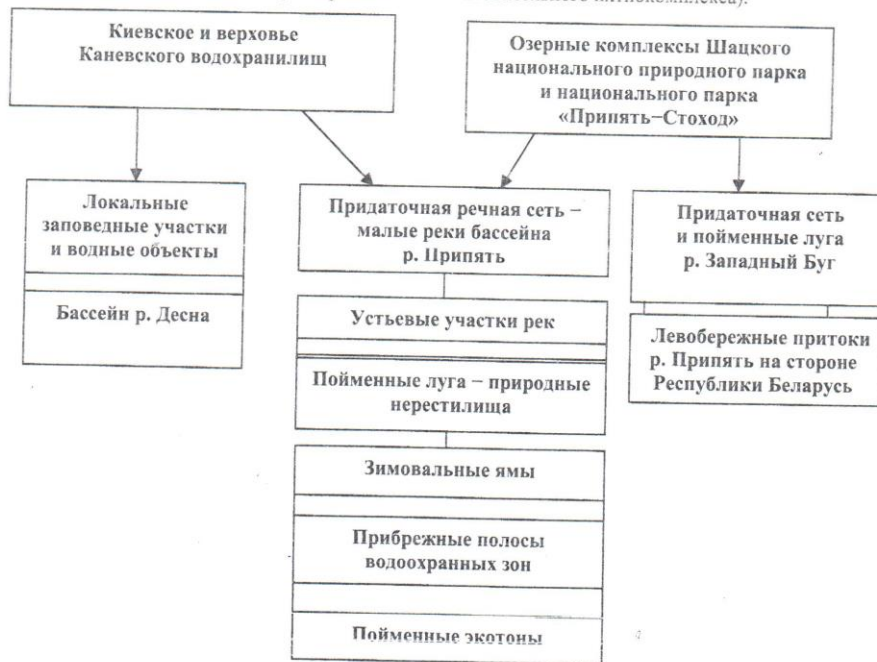 ихтиокомплекса).
Киевское и верховье
Каневского водохранилищ
Озерные комплексы Шацкого
национального природного парка
и национального парка
«Припять−Стоход»
Локальные
заповедные участки
и водные объекты
Бассейн р. Десна
Придаточная речная сеть −
малые реки бассейна
р. Припять
Устьевые участки рек
Пойменные луга − природные
нерестилища
Зимовальные ямы
Прибрежные полосы
водоохранных зон
Пойменные экотоны
Придаточная сеть
и пойменные луга
р. Западный Буг
Левобережные притоки
р. Припять на стороне
Республики Беларусь